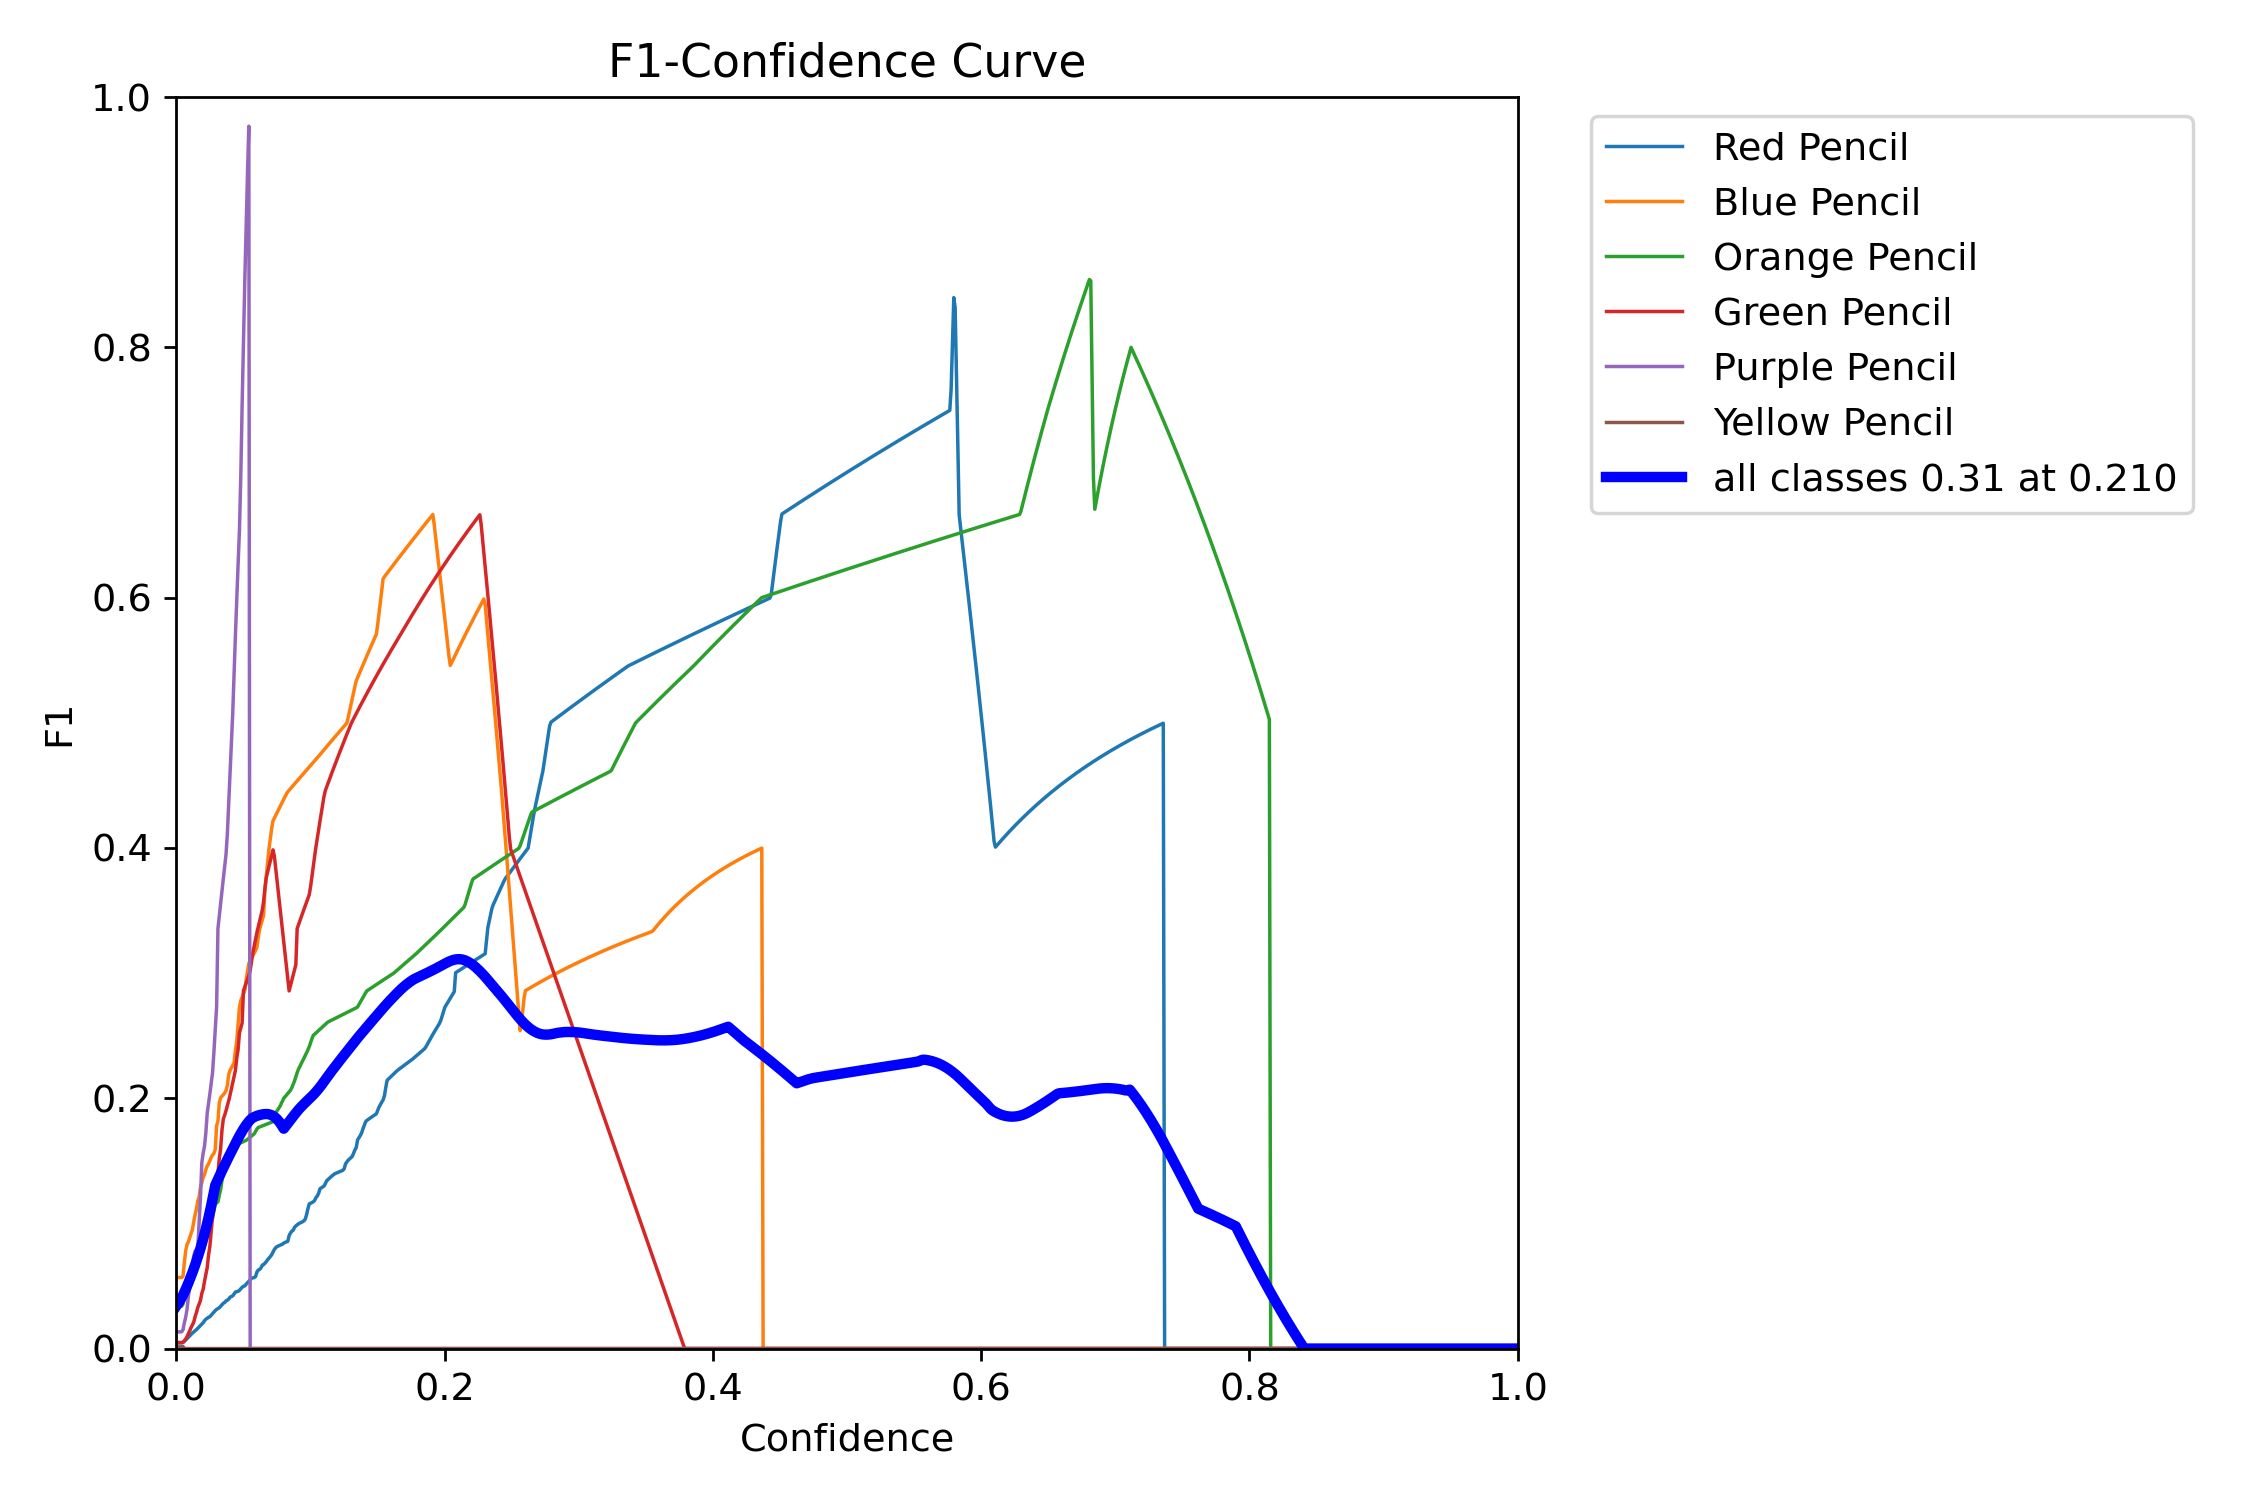 F1-Confidence Curve
1.0
0.8
0.6
0.4
0.2
0.0
F1
0.0 0.2 0.4 0.6 0.8 1.0
Confidence
Red Pencil
Blue Pencil
Orange Pencil
Green Pencil
Purple Pencil
Yellow Pencil
all classes 0.31 at 0.210